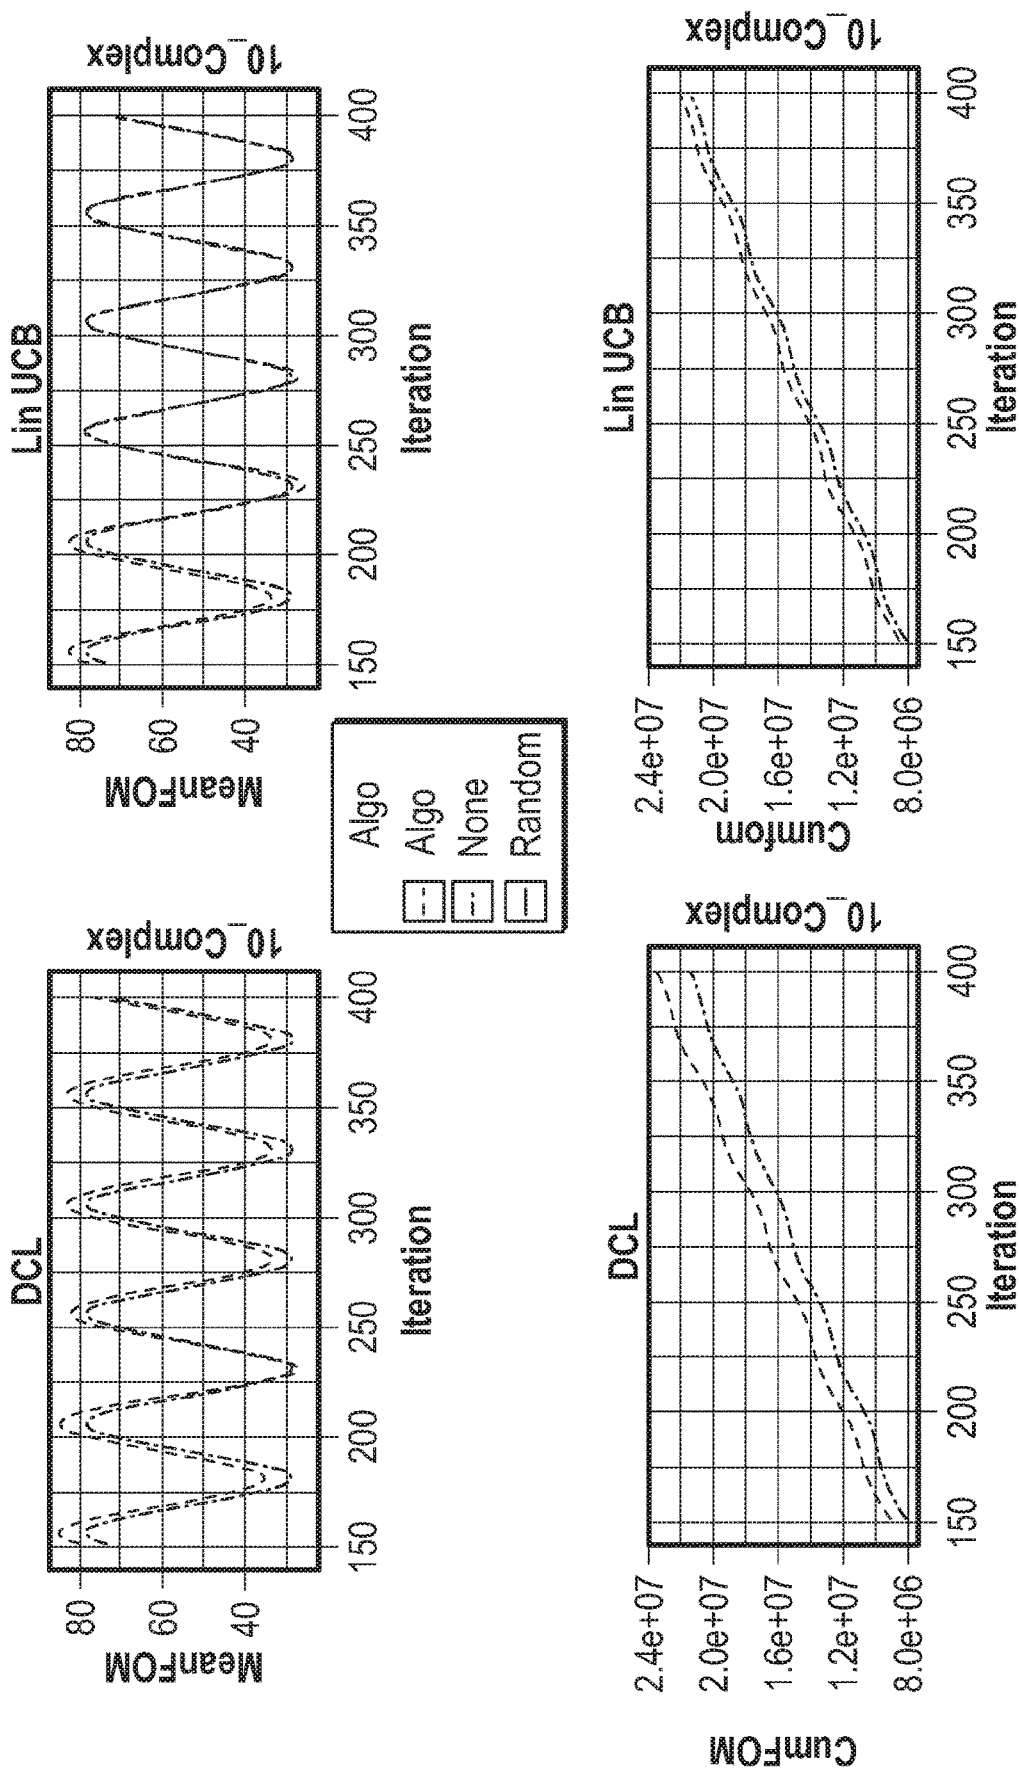 DCL
MeanFOM
80
60
40
150
200
250
300
350
400
Iteration
10_Complex
Lin UCB
MeanFOM
80
60
40
150
200
250
300
350
400
Iteration
10_Complex
Algo
Algo
None
Random
DCL
CumFOM
2.4e+07
2.0e+07
1.6e+07
1.2e+07
8.0e+06
150
200
250
300
350
400
Iteration
10_Complex
Lin UCB
Cumfom
2.4e+07
2.0e+07
1.6e+07
1.2e+07
8.0e+06
150
200
250
300
350
400
Iteration
10_Complex